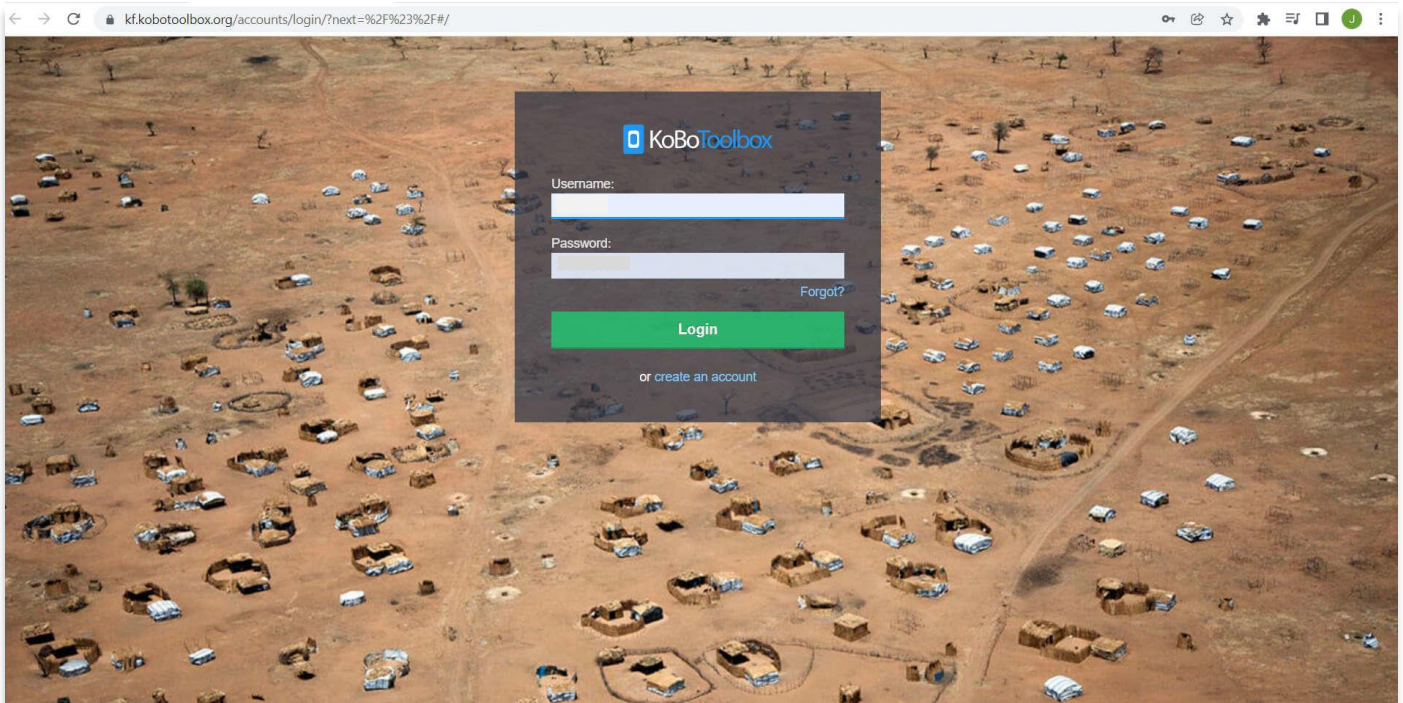 kf.kobotoolbox.org/accounts/login/?next=%2F%23%2F#/
J
KoBoToolbox
Username:
Password:
Forgot?
Login
or create an account